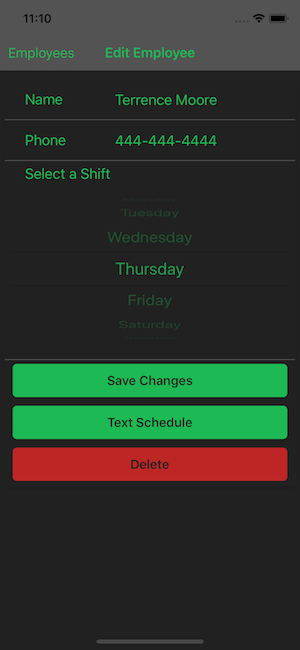 11:10
Employees Edit Employee
Name Terrence Moore
Phone 444-444-4444
Select a Shift
Tuesday
Wednesday
Thursday
Friday
Saturday
Save Changes
Text Schedule
Delete